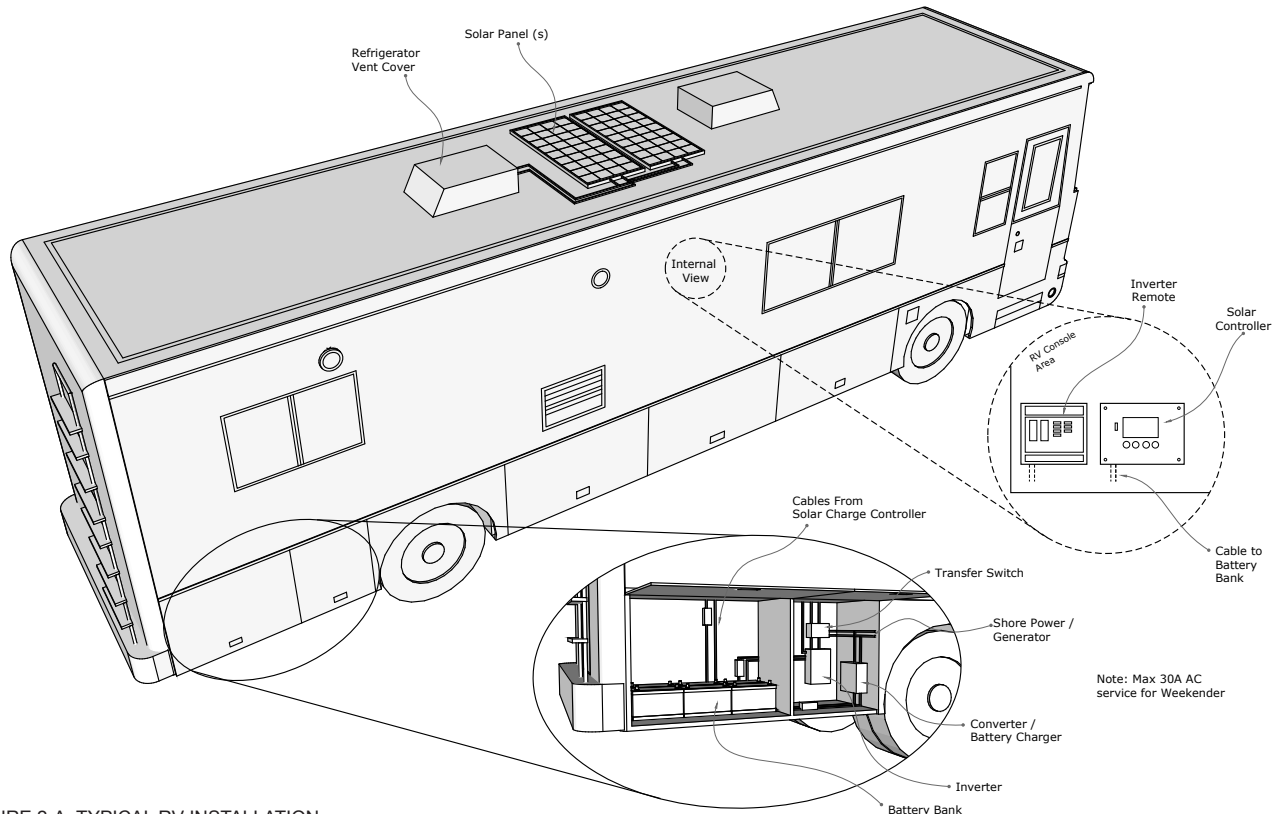 Solar Panel (s)
Refrigerator
Vent Cover
Internal
View
Inverter
Remote
Solar
Controller
RV Console
Area
Cables From
Solar Charge Controller
Cable to
Battery
Bank
Transfer Switch
Shore Power /
Generator
Note: Max 30A AC
service for Weekender
Converter /
Battery Charger
Inverter
Battery Bank
TYPICAL RV INSTALLATION